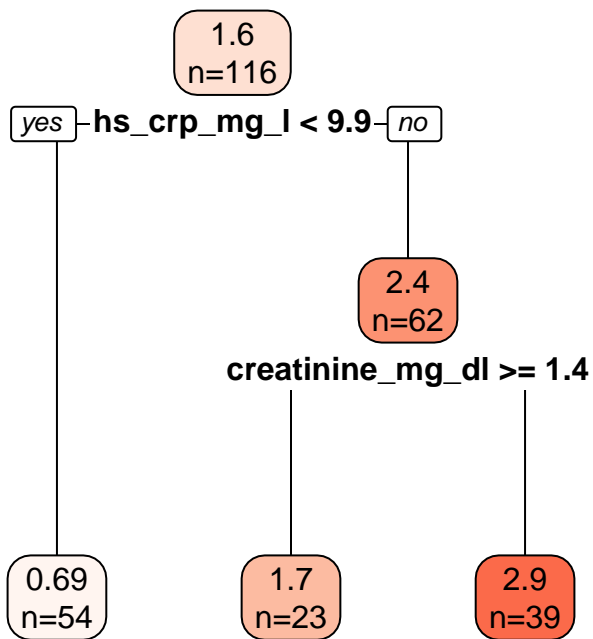 1.6
n=116
yes hs_crp_mg_l < 9.9 no
2.4
n=62
creatinine_mg_dl >= 1.4
0.69
n=54
1.7
n=23
2.9
n=39